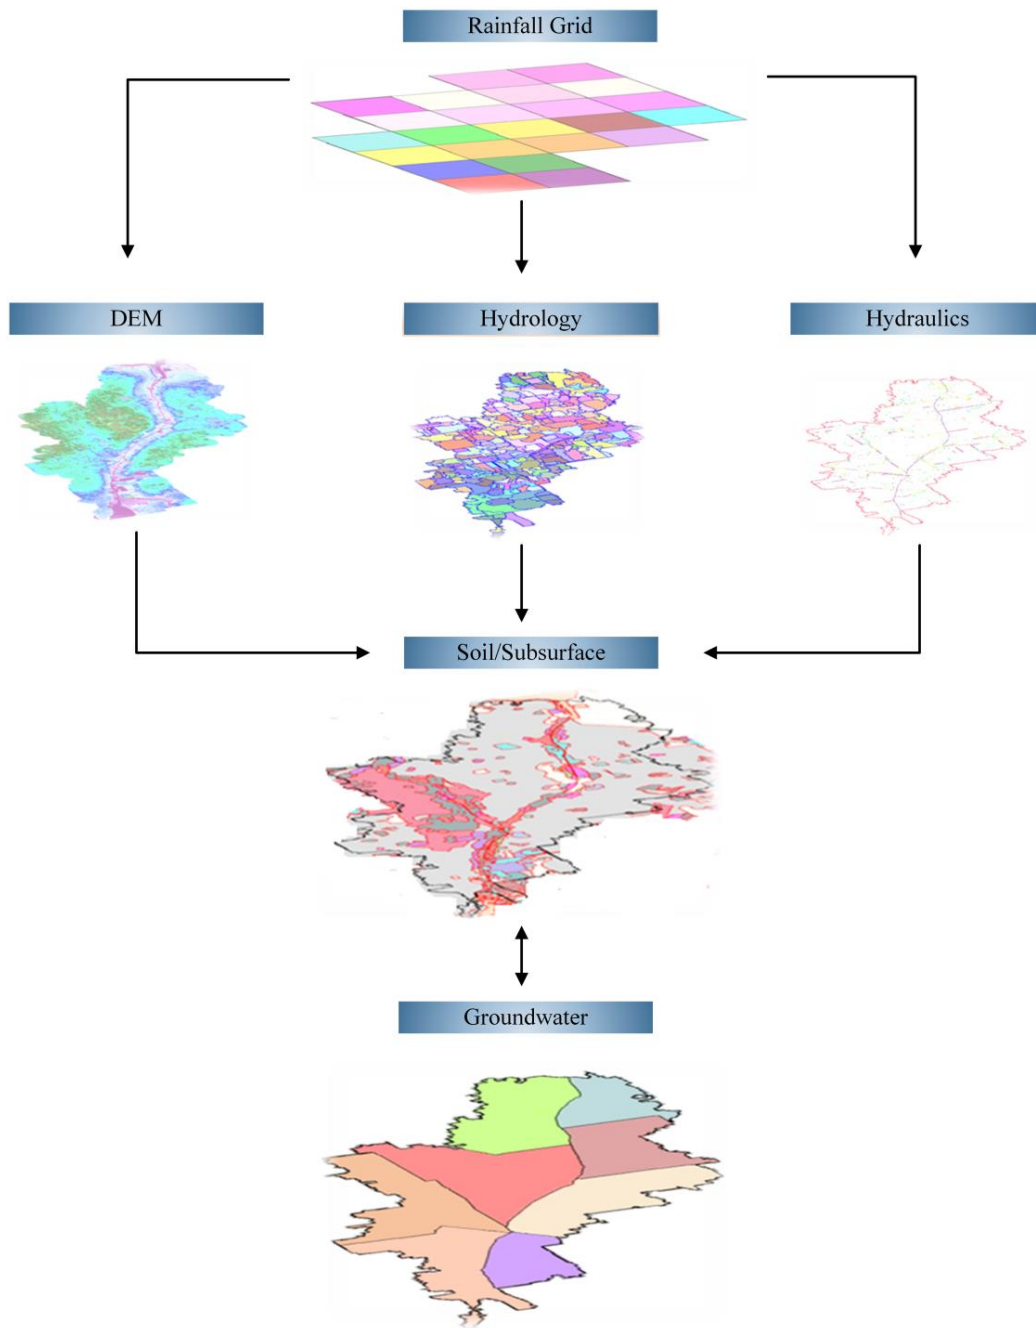 Rainfall Grid
DEM
Hydrology
Hydraulics
Soil/Subsurface
Groundwater